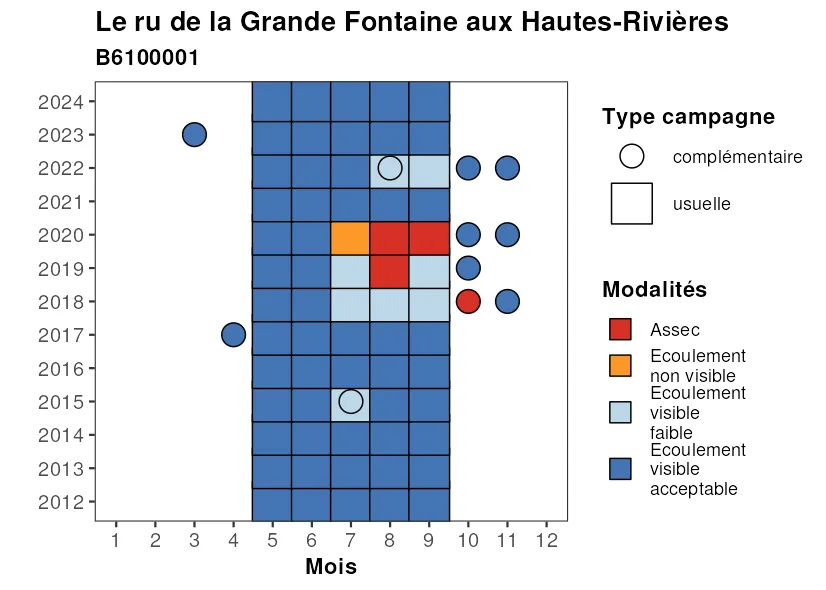 Le ru de la Grande Fontaine aux Hautes-Rivières
B6100001
2024
2023
2022
2021
2020
2019
2018
2017
2016
2015
2014
2013
2012
1 2 3 4 5 6 7 8 9 10 11 12
Mois
Type campagne
complémentaire
usuelle
Modalités
Assec
Ecoulement
non visible
Ecoulement
visible
faible
Ecoulement
visible
acceptable